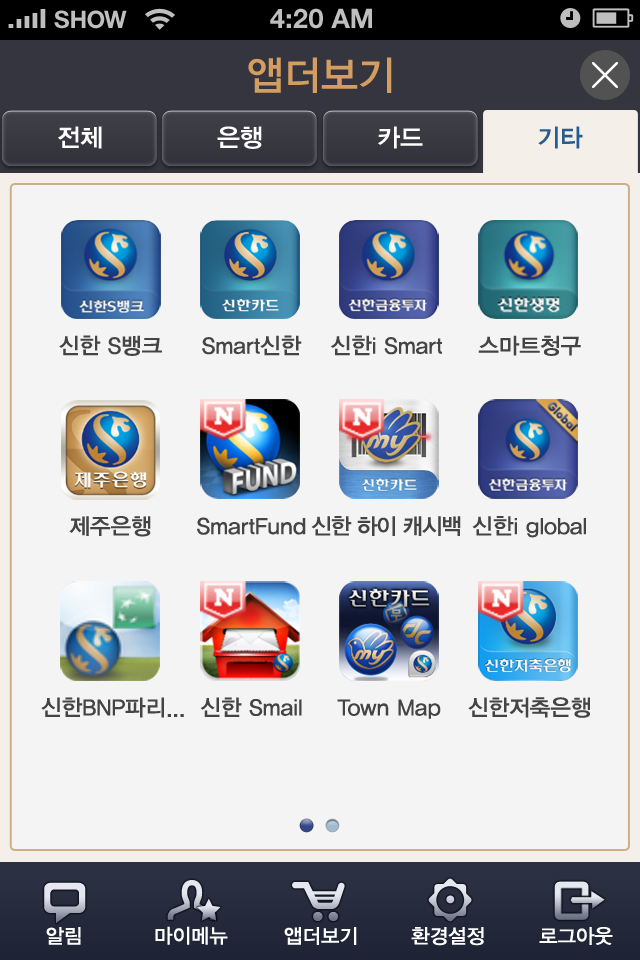 SHOW 4:20 AM
앱더보기
전체 은행 카드 기타
신한S뱅크 신한카드 신한금융투자 신한생명
신한 S뱅크 Smart신한 신한i Smart 스마트청구
제주은행 N FUND N my 신한카드 Global 신한금융투자
제주은행 SmartFund 신한 하이 캐시백 신한i global
N 신한카드 my N 신한저축은행
신한BNP파리... 신한 Smail Town Map 신한저축은행
알림 마이메뉴 앱더보기 환경설정 로그아웃